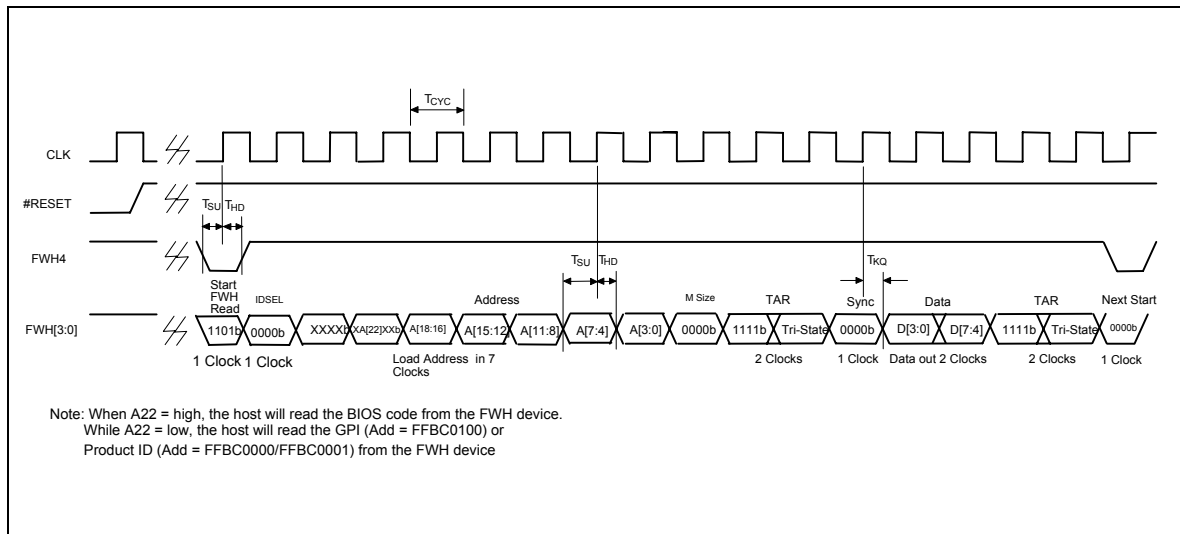 TCYC
CLK
#RESET
TSU THD
FWH4
TSU THD
TKQ
Start
FWH
Read
IDSEL
Address
M Size
TAR
Sync
Data
TAR
Next Start
FWH[3:0]
1101b
0000b
XXXXb
XA[22]XXb
A[18:16]
A[15:12]
A[11:8]
A[7:4]
A[3:0]
0000b
1111b
Tri-State
0000b
D[3:0]
D[7:4]
1111b
Tri-State
0000b
1 Clock
1 Clock
Load Address in 7
Clocks
2 Clocks
1 Clock
Data out 2 Clocks
2 Clocks
1 Clock
Note: When A22 = high, the host will read the BIOS code from the FWH device.
While A22 = low, the host will read the GPI (Add = FFBC0100) or
Product ID (Add = FFBC0000/FFBC0001) from the FWH device